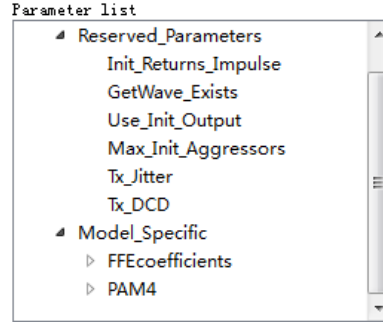 Parameter list
Reserved_Parameters
Init_Returns_Impulse
GetWave_Exists
Use_Init_Output
Max_Init_Aggressors
Tx_Jitter
Tx_DCD
Model_Specific
FFEcoefficients
PAM4